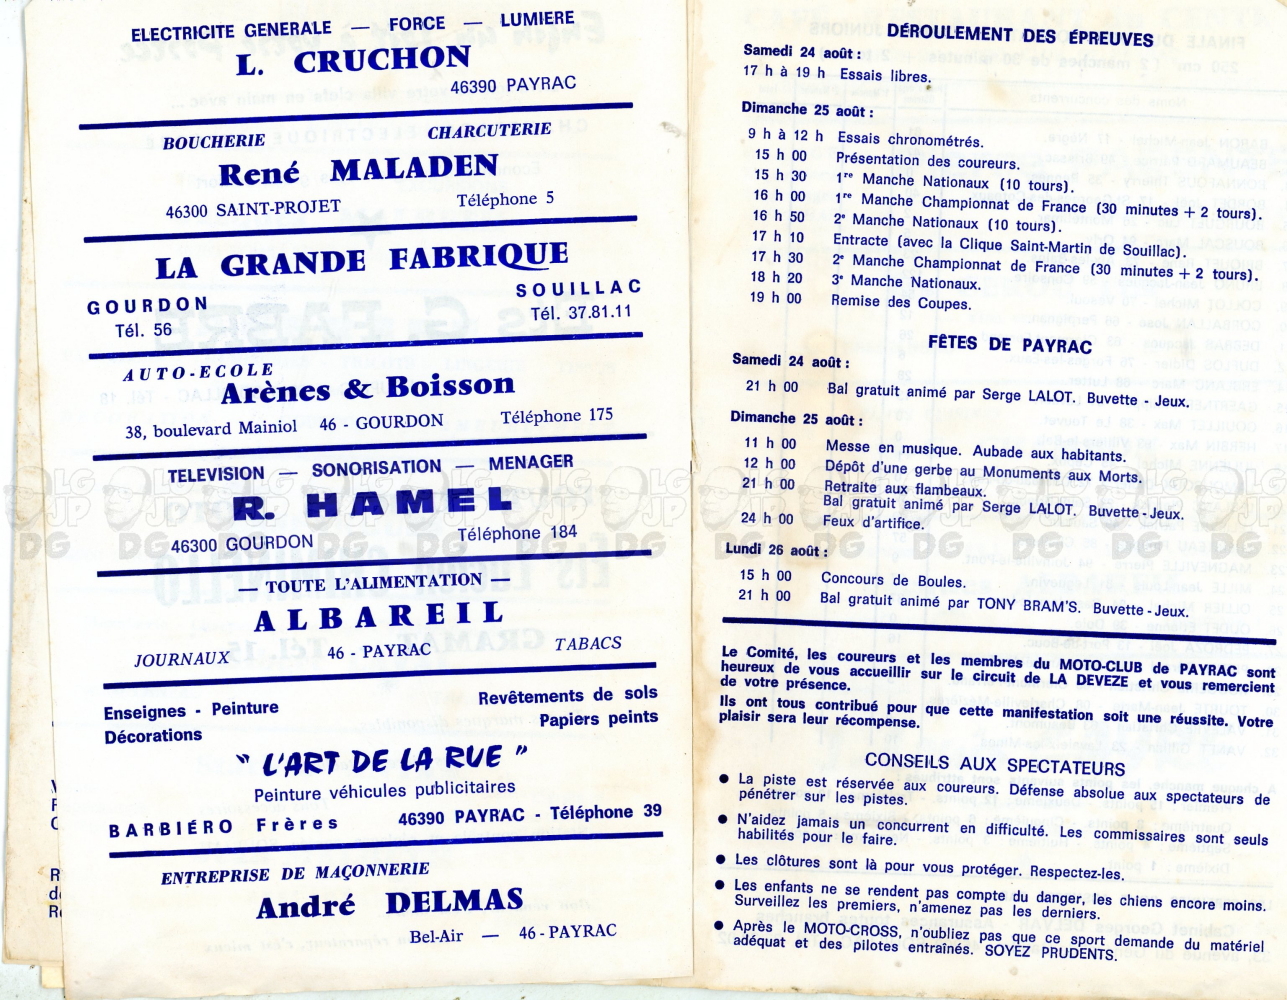 ELECTRICITE GENERALE — FORCE — LUMIERE
L. CRUCHON
46390 PAYRAC
BOUCHERIE CHARCUTERIE
René MALADEN
46300 SAINT-PROJET Téléphone 5
LA GRANDE FABRIQUE
GOURDON SOUILLAC
Tél. 56 Tél. 37.81.11
AUTO-ECOLE
Arènes & Boisson
38, boulevard Mainiol 46 - GOURDON Téléphone 175
TELEVISION — SONORISATION — MENAGER
R. HAMEL
46300 GOURDON Téléphone 184
— TOUTE L'ALIMENTATION —
ALBAREIL
JOURNAUX 46 - PAYRAC TABACS
Enseignes - Peinture Revêtements de sols
Décorations Papiers peints
" L'ART DE LA RUE "
Peinture véhicules publicitaires
BARBIÉRO Frères 46390 PAYRAC - Téléphone 39
ENTREPRISE DE MAÇONNERIE
André DELMAS
Bel-Air — 46 - PAYRAC
DÉROULEMENT DES ÉPREUVES
Samedi 24 août :
17 h à 19 h Essais libres.
Dimanche 25 août :
9 h à 12 h Essais chronométrés.
15 h 00 Présentation des coureurs.
15 h 30 1re Manche Nationaux (10 tours).
16 h 00 1re Manche Championnat de France (30 minutes + 2 tours).
16 h 50 2e Manche Nationaux (10 tours).
17 h 10 Entracte (avec la Clique Saint-Martin de Souillac).
17 h 30 2e Manche Championnat de France (30 minutes + 2 tours).
18 h 20 3e Manche Nationaux.
19 h 00 Remise des Coupes.
FÊTES DE PAYRAC
Samedi 24 août :
21 h 00 Bal gratuit animé par Serge LALOT. Buvette - Jeux.
Dimanche 25 août :
11 h 00 Messe en musique. Aubade aux habitants.
12 h 00 Dépôt d'une gerbe au Monuments aux Morts.
21 h 00 Retraite aux flambeaux.
Bal gratuit animé par Serge LALOT. Buvette - Jeux.
24 h 00 Feux d'artifice.
Lundi 26 août :
15 h 00 Concours de Boules.
21 h 00 Bal gratuit animé par TONY BRAM'S. Buvette - Jeux.
Le Comité, les coureurs et les membres du MOTO-CLUB de PAYRAC sont
heureux de vous accueillir sur le circuit de LA DEVEZE et vous remercient
de votre présence.
Ils ont tous contribué pour que cette manifestation soit une réussite. Votre
plaisir sera leur récompense.
CONSEILS AUX SPECTATEURS
● La piste est réservée aux coureurs. Défense absolue aux spectateurs de
pénétrer sur les pistes.
● N'aidez jamais un concurrent en difficulté. Les commissaires sont seuls
habilités pour le faire.
● Les clôtures sont là pour vous protéger. Respectez-les.
● Les enfants ne se rendent pas compte du danger, les chiens encore moins.
Surveillez les premiers, n'amenez pas les derniers.
● Après le MOTO-CROSS, n'oubliez pas que ce sport demande du matériel
adéquat et des pilotes entraînés. SOYEZ PRUDENTS.